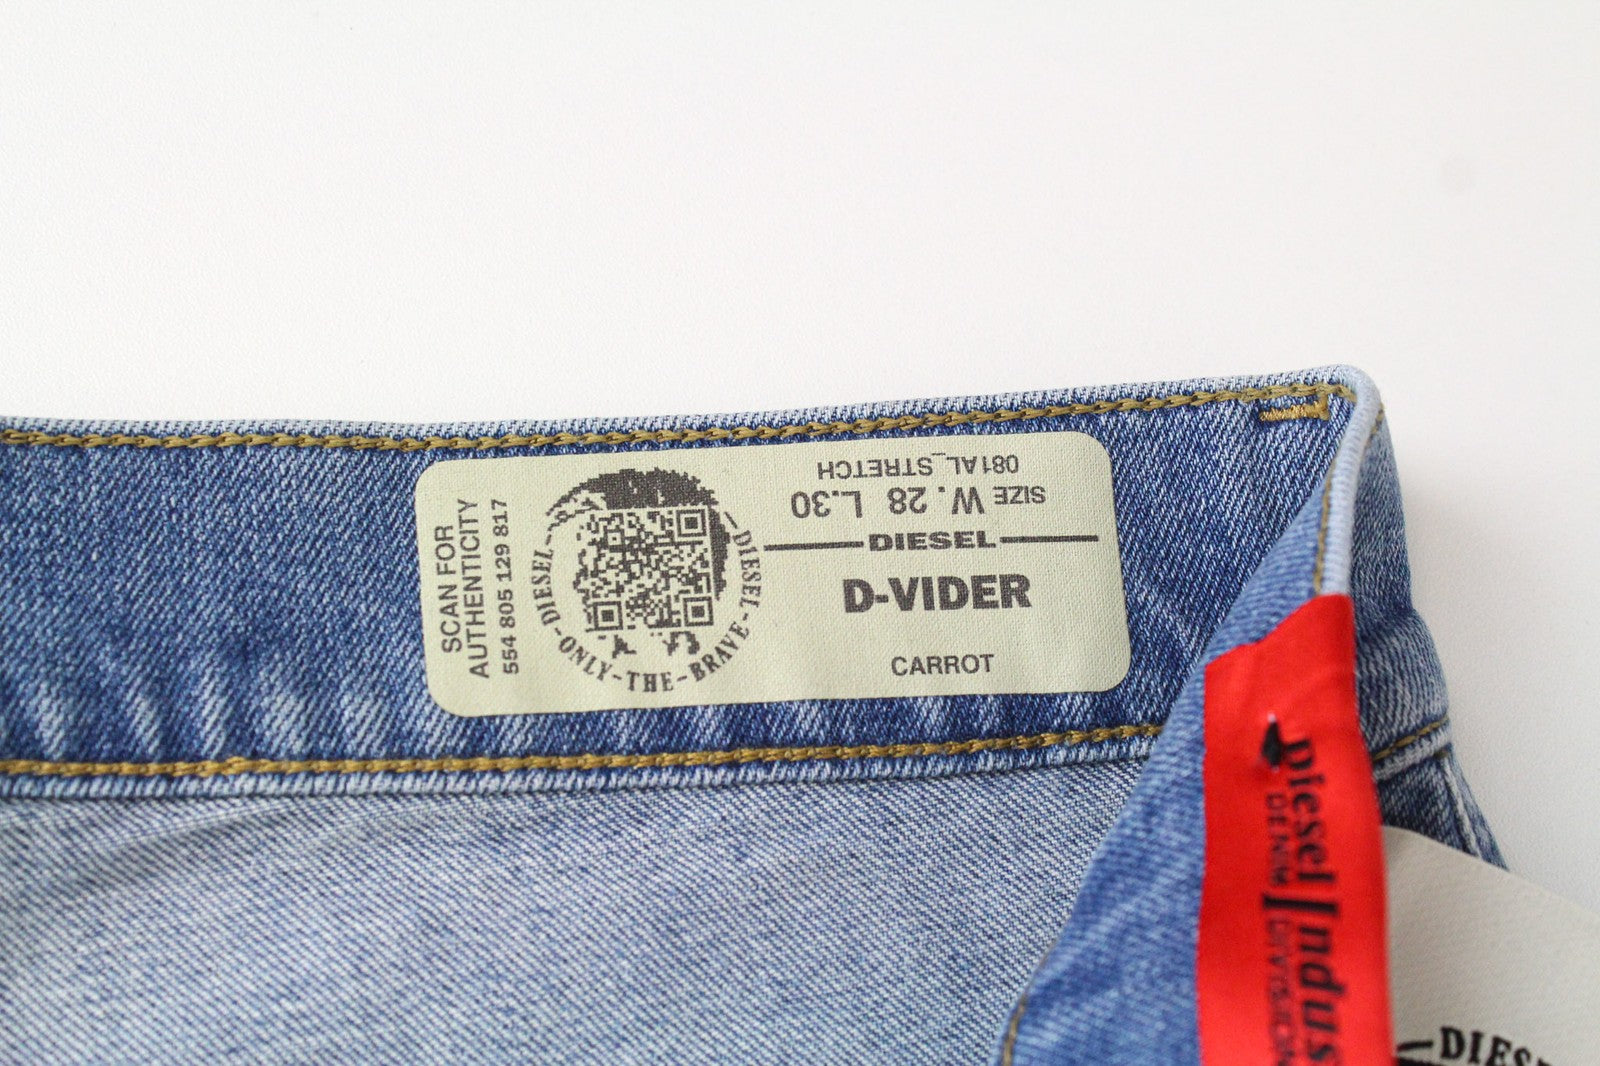 SCAN FOR
AUTHENTICITY
554 805 129 817
DIESEL-ONLY-THE-BRAVE-DIESEL
081AL_STRETCH
SIZE W. 28 L.30
DIESEL
D-VIDER
CARROT
Diesel Indus
DENIM DIVISION
DIES